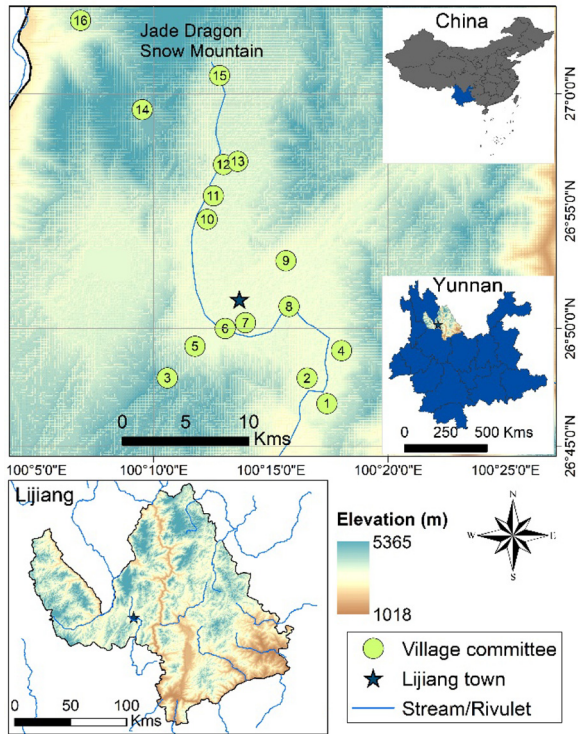 16
Jade Dragon
Snow Mountain
15
14
12
13
11
10
9
8
7
6
5
4
3
2
1
0
10
Kms
China
Yunnan
0
250
500 Kms
27°0'0"N
26°55'0"N
26°50'0"N
26°45'0"N
100°5'0"E
100°10'0"E
100°15'0"E
100°20'0"E
100°25'0"E
Lijiang
0
50
100
Kms
Elevation (m)
5365
1018
N
W
E
S
Village committee
Lijiang town
Stream/Rivulet